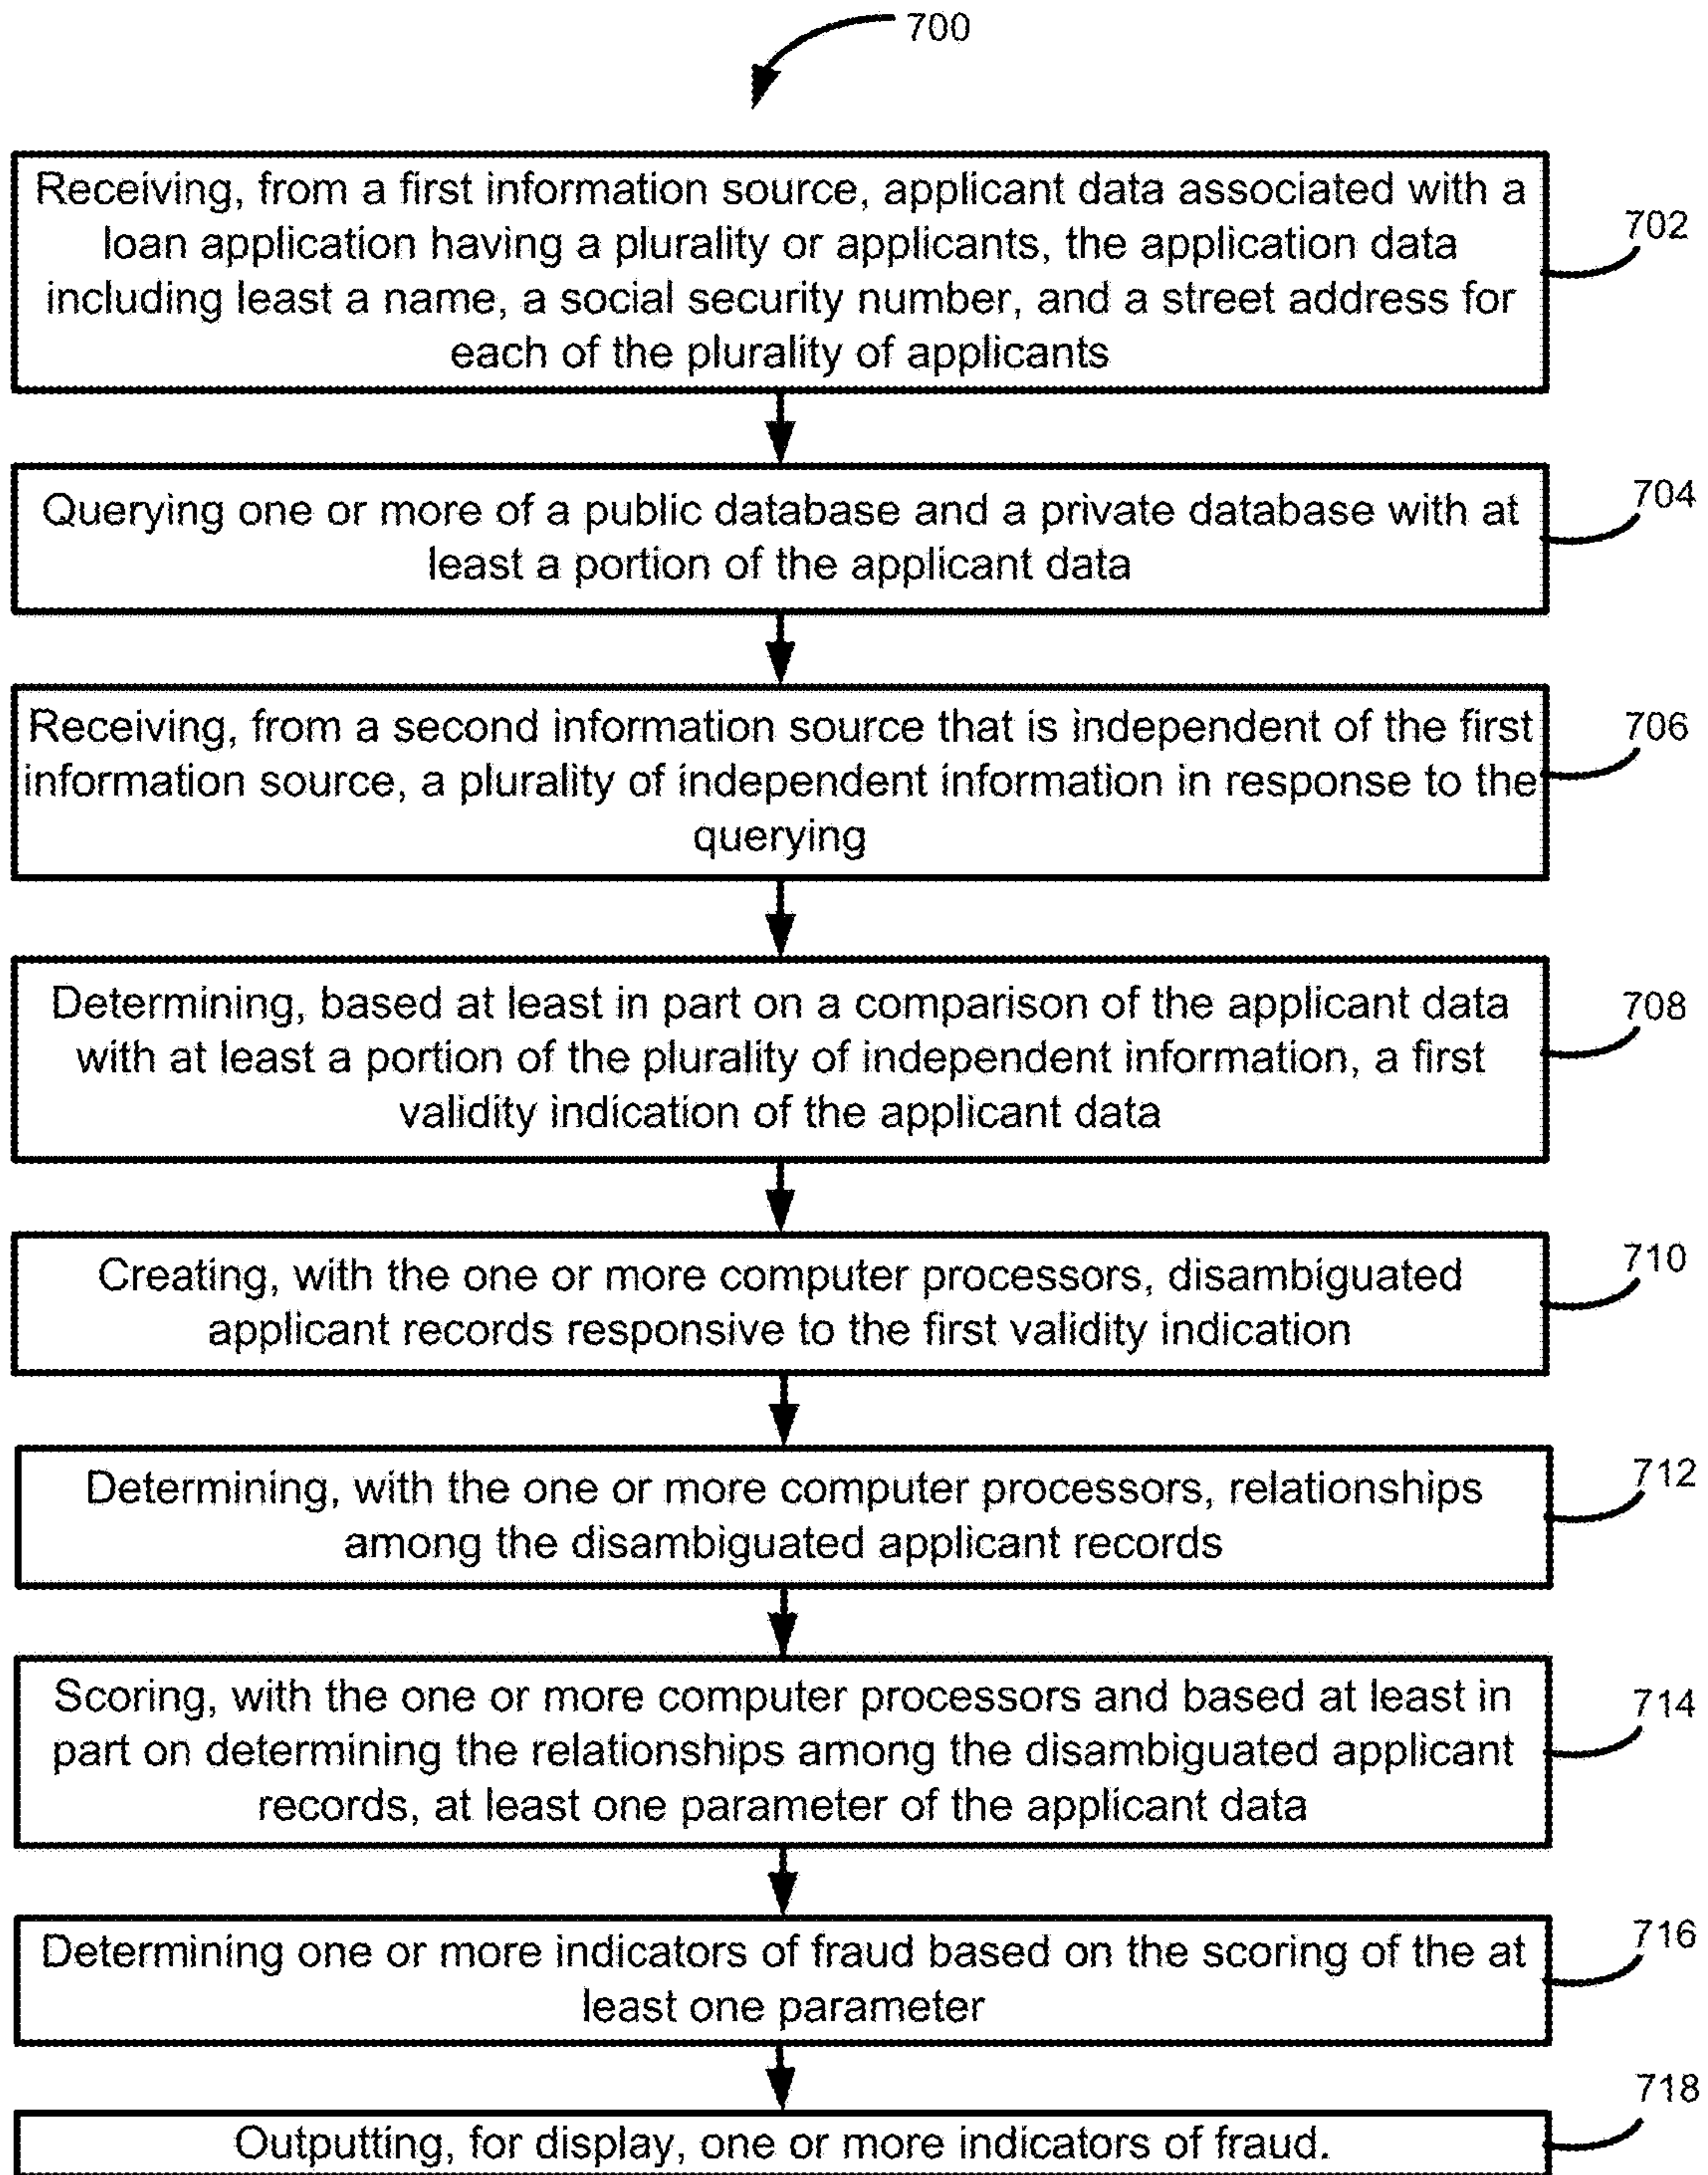 700
Receiving, from a first information source, applicant data associated with a
loan application having a plurality or applicants, the application data
including least a name, a social security number, and a street address for
each of the plurality of applicants
702
Querying one or more of a public database and a private database with at
least a portion of the applicant data
704
Receiving, from a second information source that is independent of the first
information source, a plurality of independent information in response to the
querying
706
Determining, based at least in part on a comparison of the applicant data
with at least a portion of the plurality of independent information, a first
validity indication of the applicant data
708
Creating, with the one or more computer processors, disambiguated
applicant records responsive to the first validity indication
710
Determining, with the one or more computer processors, relationships
among the disambiguated applicant records
712
Scoring, with the one or more computer processors and based at least in
part on determining the relationships among the disambiguated applicant
records, at least one parameter of the applicant data
714
Determining one or more indicators of fraud based on the scoring of the at
least one parameter
716
Outputting, for display, one or more indicators of fraud.
718